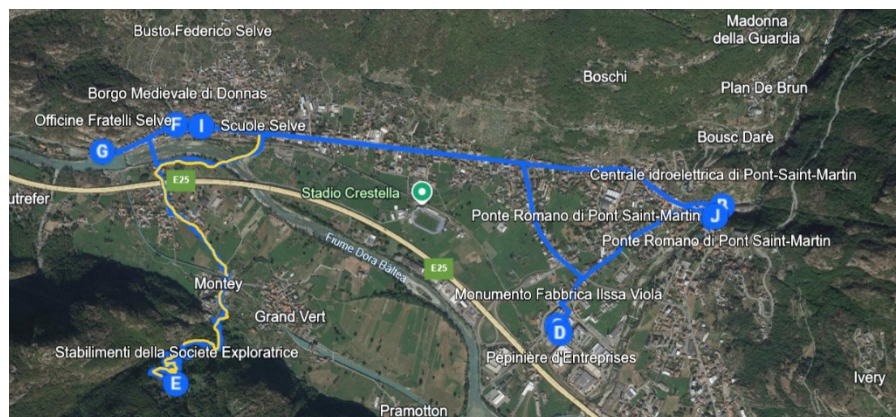 Madonna
della Guardia
Busto Federico Selve
Boschi
Plan De Brun
Borgo Medievale di Donnas
Officine Fratelli Selve
F
I
Scuole Selve
Bousc Darè
G
E25
Stadio Crestella
Centrale idroelettrica di Pont-Saint-Martin
utrefer
Ponte Romano di Pont Saint-Martin
J
Ponte Romano di Pont Saint-Martin
Fiume Dora Baltea
E25
Montey
Monumento Fabbrica Ilssa Viola
Grand Vert
D
Stabilimenti della Societe Exploratrice
Pépinière d'Entreprises
E
Ivery
Pramotton